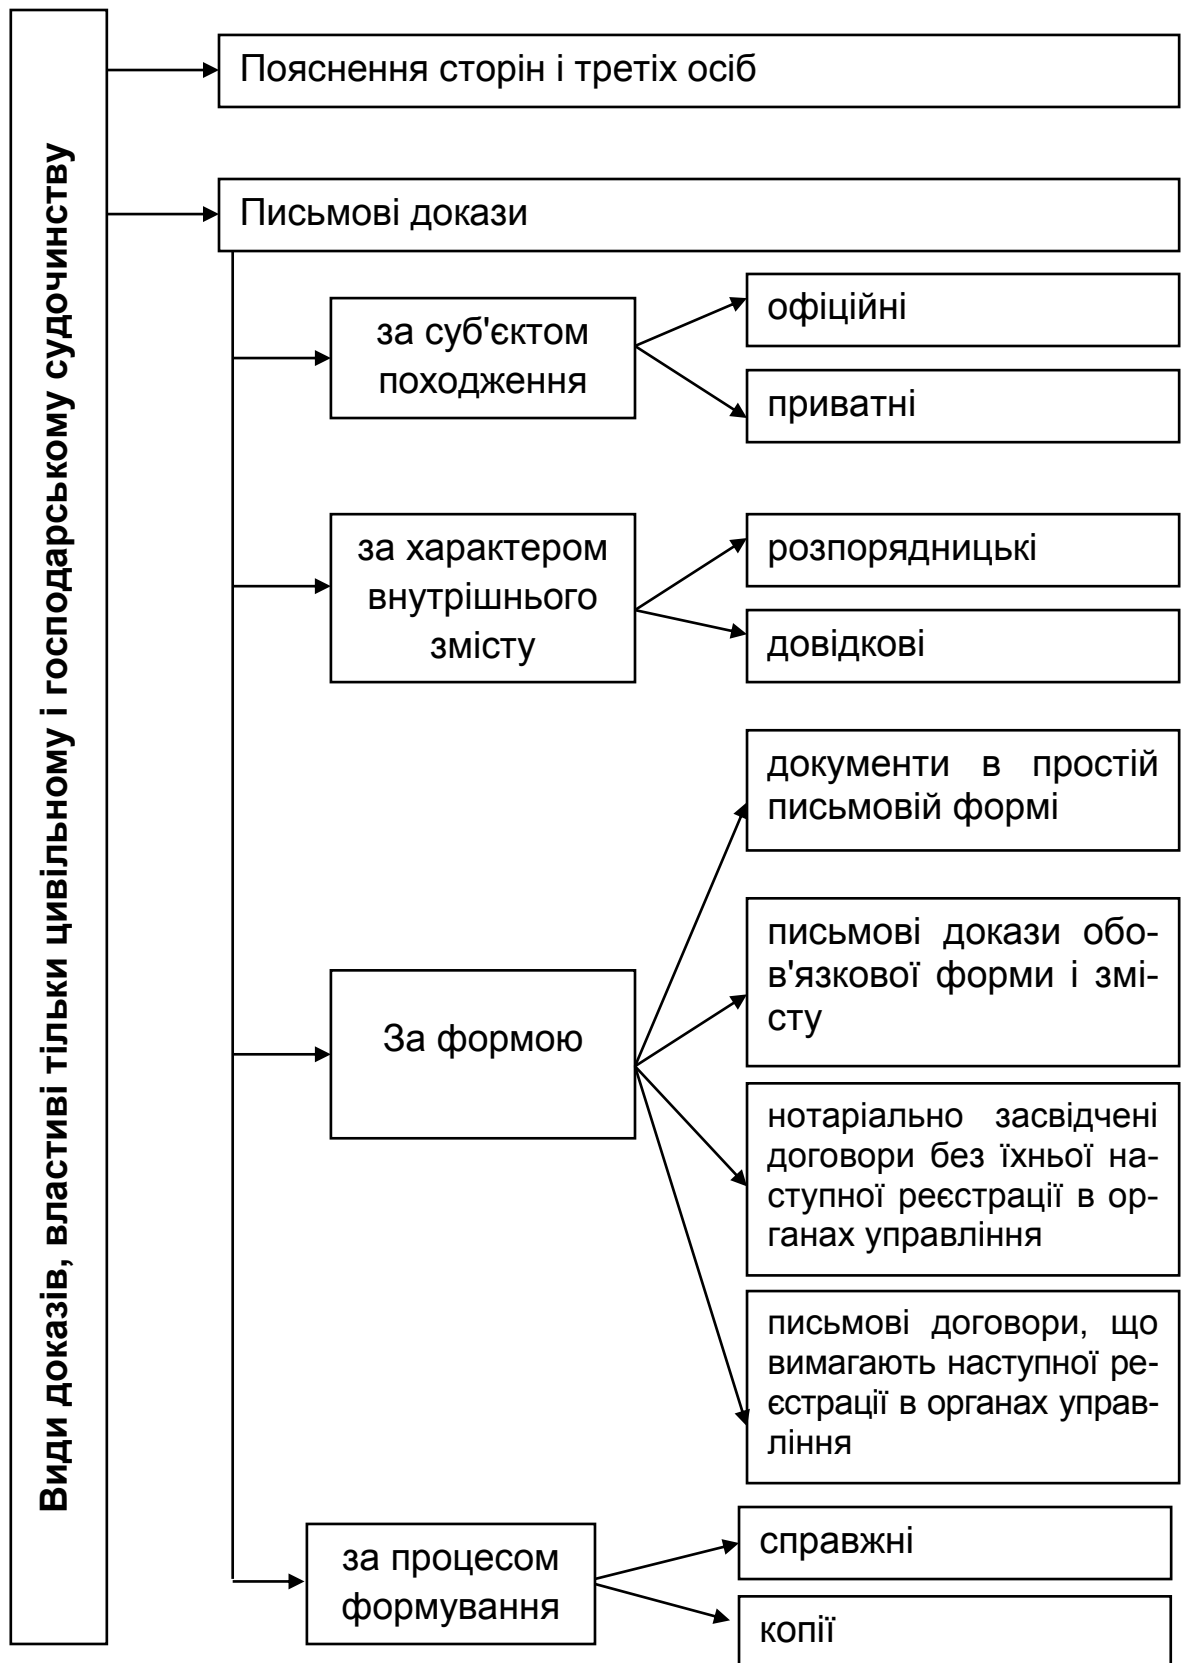 Види доказів, властиві тільки цивільному і господарському судочинству
Пояснення сторін і третіх осіб
Письмові докази
за суб'єктом
походження
офіційні
приватні
за характером
внутрішнього
змісту
розпорядницькі
довідкові
За формою
документи в простій
письмовій формі
письмові докази обо-
в'язкової форми і змі-
сту
нотаріально засвідчені
договори без їхньої на-
ступної реєстрації в ор-
ганах управління
письмові договори, що
вимагають наступної ре-
єстрації в органах управ-
ління
за процесом
формування
справжні
копії